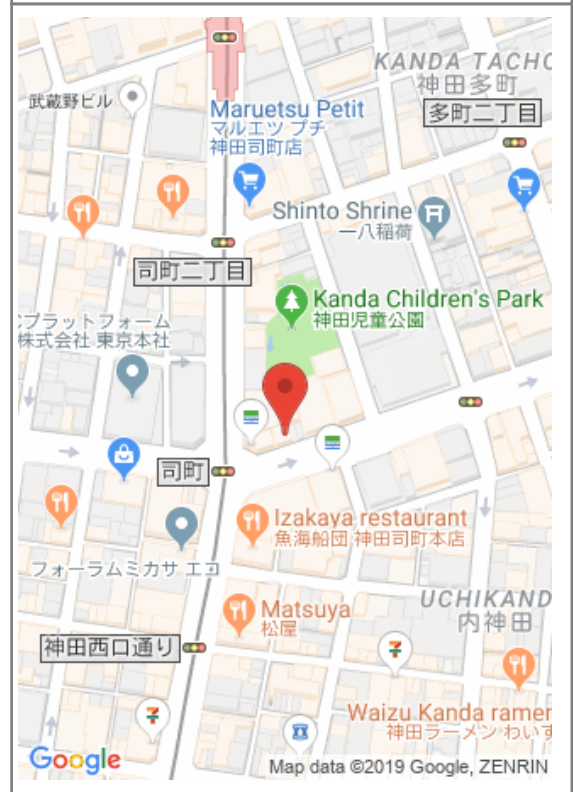 KANDA TACHO
神田多町
武蔵野ビル
Maruetsu Petit
マルエツ プチ
神田司町店
多町二丁目
Shinto Shrine
一八稲荷
司町二丁目
Kanda Children's Park
神田児童公園
Cプラットフォーム
株式会社 東京本社
司町
Izakaya restaurant
魚海船団 神田司町本店
フォーラムミカサ エコ
UCHIKAND
内神田
Matsuya
松屋
神田西口通り
7
7
Waizu Kanda ramen
神田ラーメン わいず
Google
Map data ©2019 Google, ZENRIN